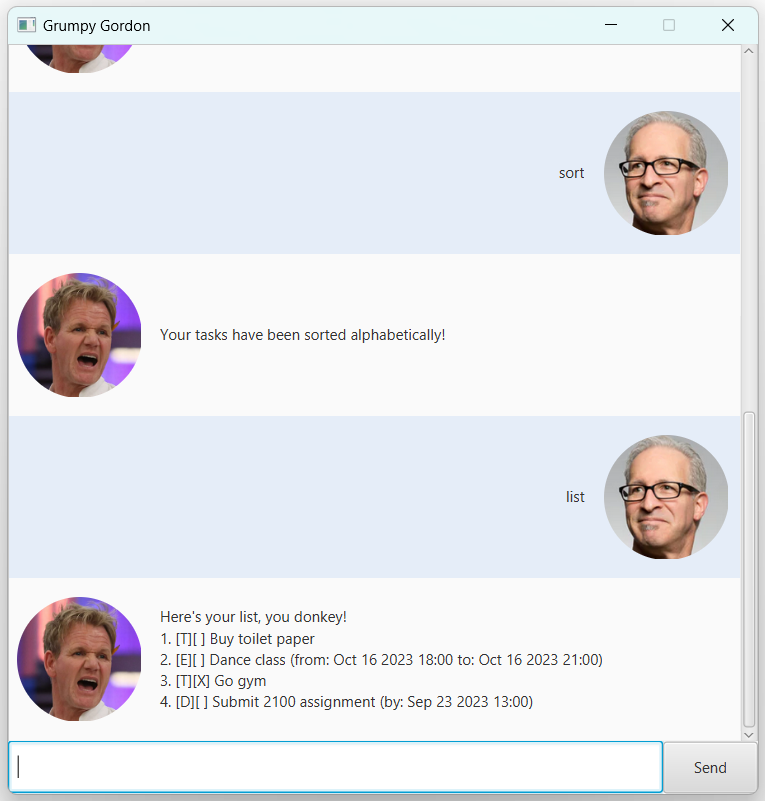 Grumpy Gordon
sort
Your tasks have been sorted alphabetically!
list
Here's your list, you donkey!
1. [T][ ] Buy toilet paper
2. [E][ ] Dance class (from: Oct 16 2023 18:00 to: Oct 16 2023 21:00)
3. [T][X] Go gym
4. [D][ ] Submit 2100 assignment (by: Sep 23 2023 13:00)
Send